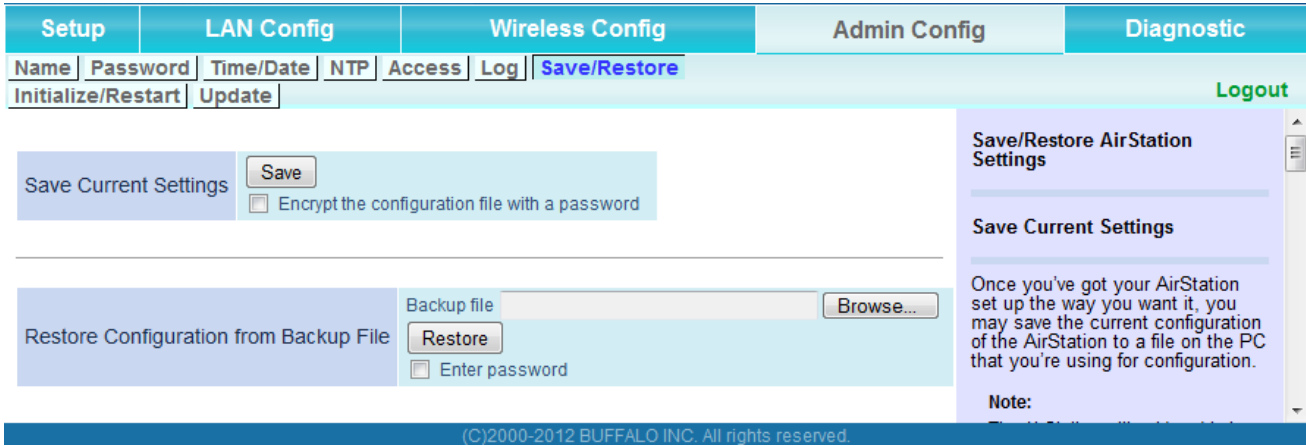 Setup LAN Config Wireless Config Admin Config Diagnostic
Name Password Time/Date NTP Access Log Save/Restore
Initialize/Restart Update
Logout
Save Current Settings
Save
Encrypt the configuration file with a password
Restore Configuration from Backup File
Backup file Browse...
Restore
Enter password
Save/Restore AirStation
Settings
Save Current Settings
Once you've got your AirStation
set up the way you want it, you
may save the current configuration
of the AirStation to a file on the PC
that you're using for configuration.
Note:
(C)2000-2012 BUFFALO INC. All rights reserved.